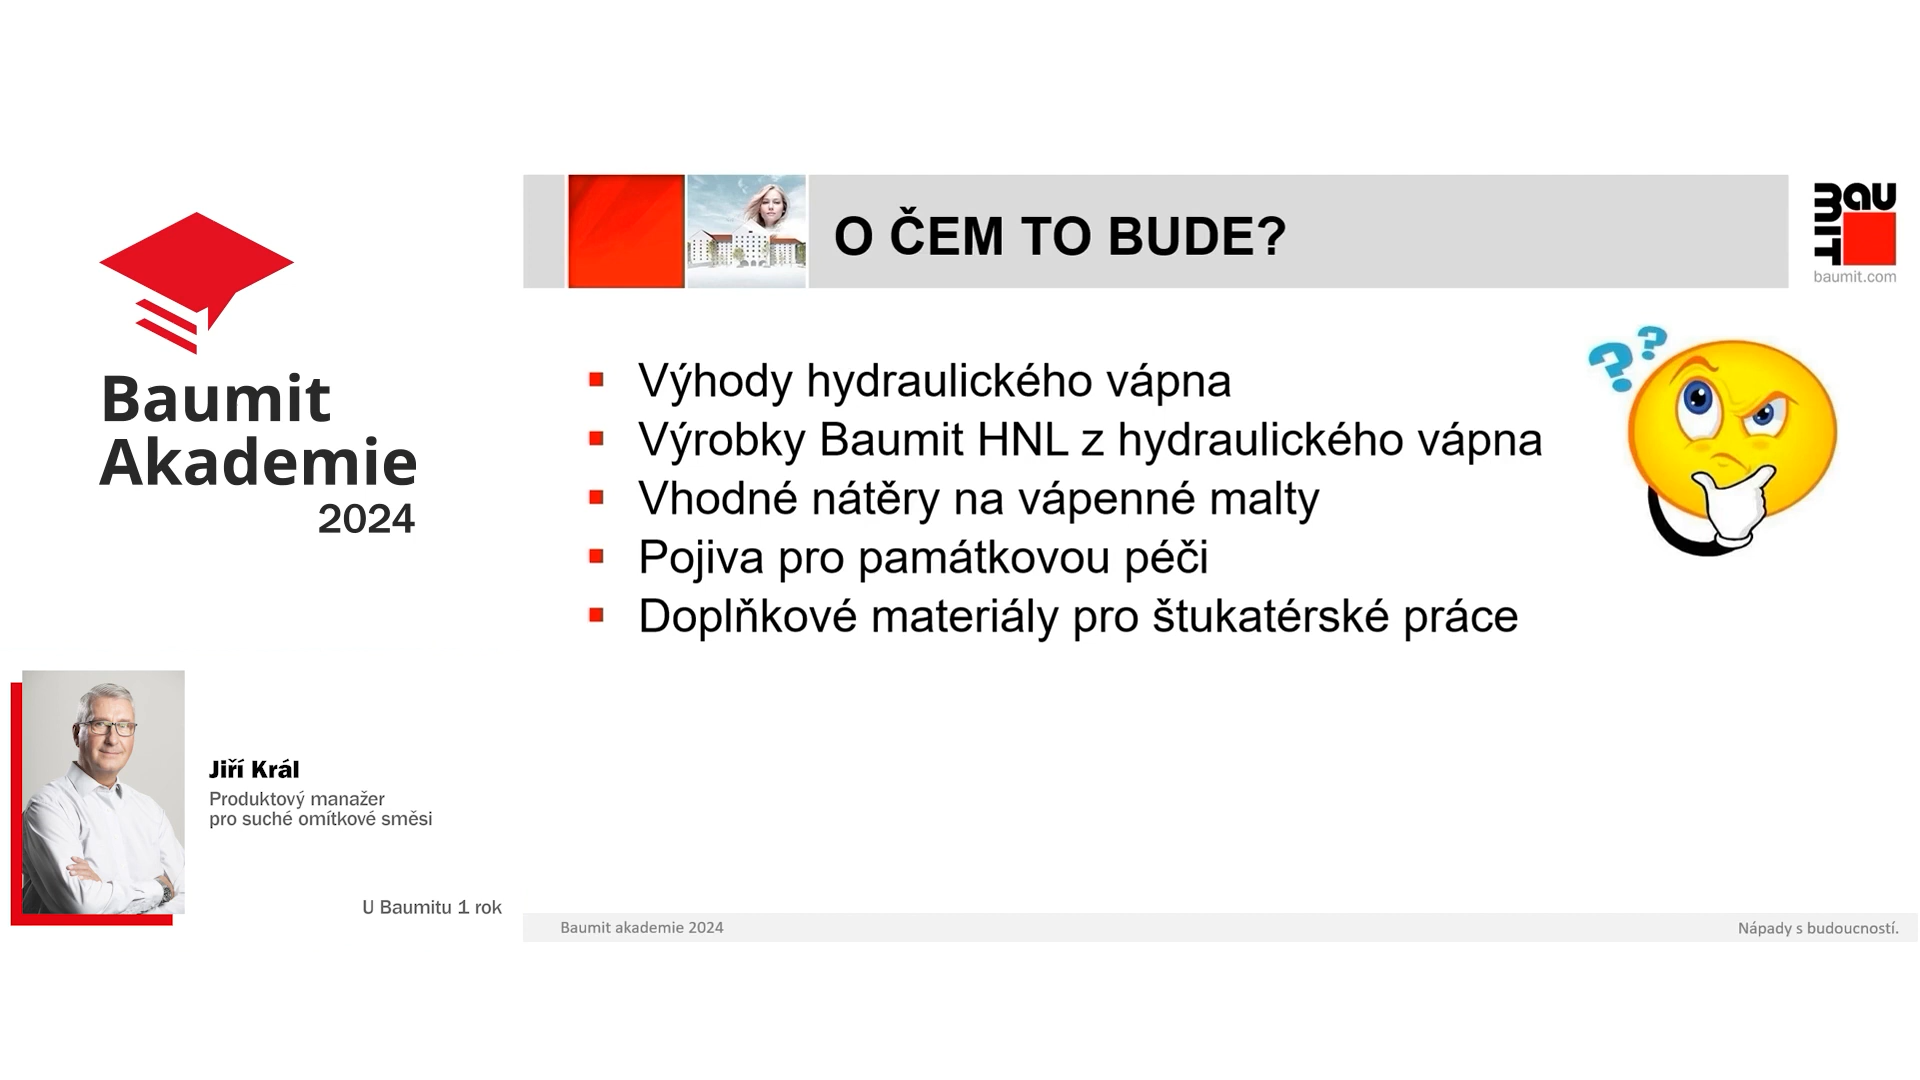 Baumit
Akademie
2024
Jiří Král
Produktový manažer
pro suché omítkové směsi
U Baumitu 1 rok
O ČEM TO BUDE?
bauMIT
baumit.com
??
Výhody hydraulického vápna
Výrobky Baumit HNL z hydraulického vápna
Vhodné nátěry na vápenné malty
Pojiva pro památkovou péči
Doplňkové materiály pro štukatérské práce
Baumit akademie 2024
Nápady s budoucností.